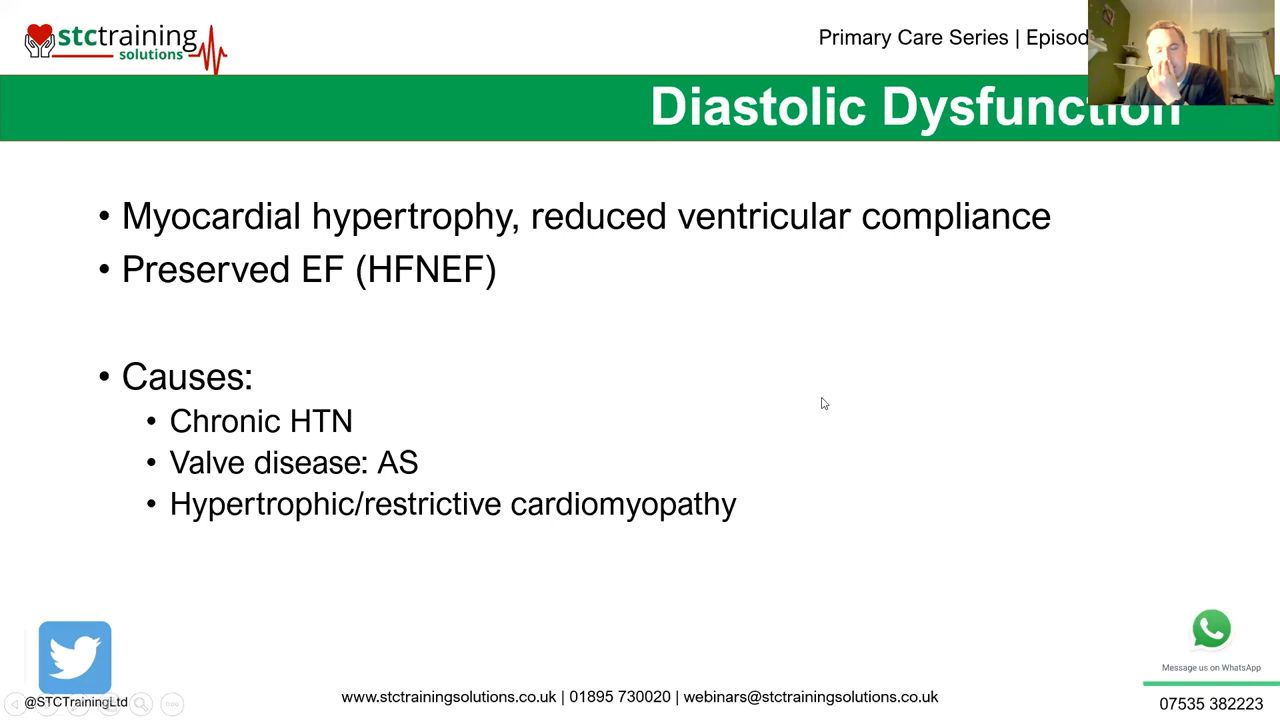 stctraining
solutions
Primary Care Series |
Diastolic Dysfunction
• Myocardial hypertrophy, reduced ventricular compliance
• Preserved EF (HFNEF)
• Causes:
• Chronic HTN
• Valve disease: AS
• Hypertrophic/restrictive cardiomyopathy
Message us on WhatsApp
@STCTrainingLtd
www.stctrainingsolutions.co.uk | 01895 730020 | webinars@stctrainingsolutions.co.uk
07535 382223